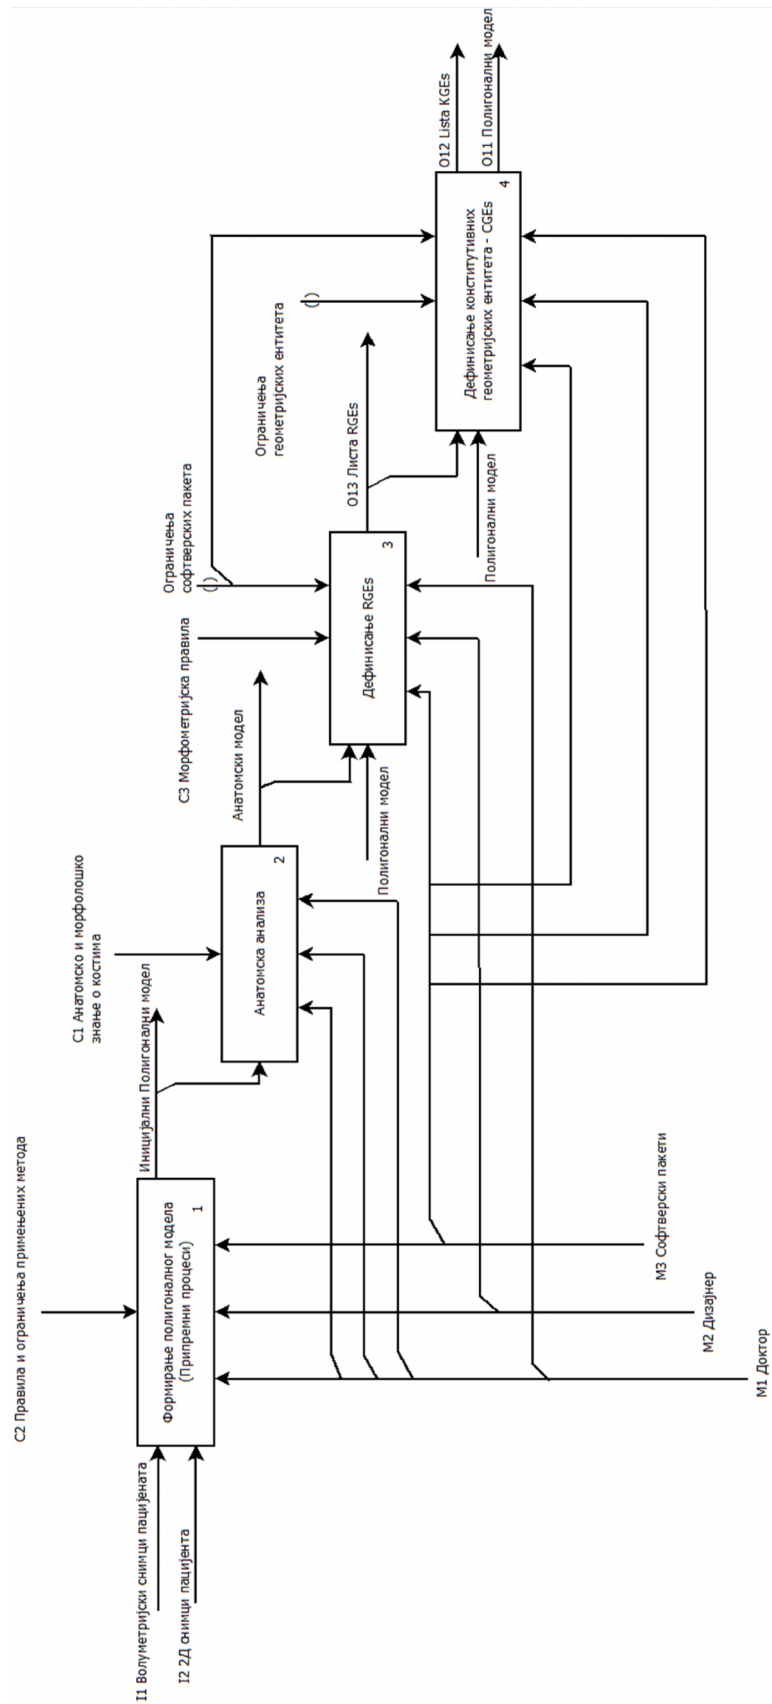 C2 Правила и ограничења примењених метода
I1 Волуметријски снимци пацијената
I2 2Д снимци пацијента
Формирање полигоналног модела
(Припремни процеси)
1
Иницијални Полигонални модел
C1 Анатомско и морфолошко
знање о костима
Анатомска анализа
2
Анатомски модел
C3 Морфометријска правила
Ограничења
софтверских пакета
Полигонални модел
Дефинисање RGEs
3
O13 Листа RGEs
Ограничења
геометријских ентитета
Полигонални модел
Дефинисање конститутивних
геометријских ентитета - CGEs
4
O12 Lista KGEs
O11 Полигонални модел
M3 Софтверски пакети
M2 Дизајнер
M1 Доктор